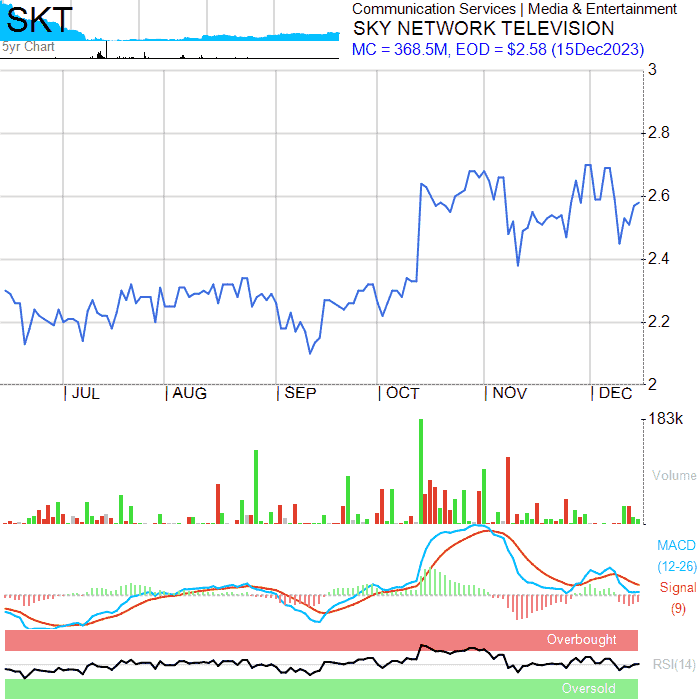 SKT
5yr Chart
Communication Services | Media & Entertainment
SKY NETWORK TELEVISION
MC = 368.5M, EOD = $2.58 (15Dec2023)
3
2.8
2.6
2.4
2.2
2
JUL AUG SEP OCT NOV DEC
183k
Volume
MACD
(12-26)
Signal
(9)
Overbought
RSI(14)
Oversold